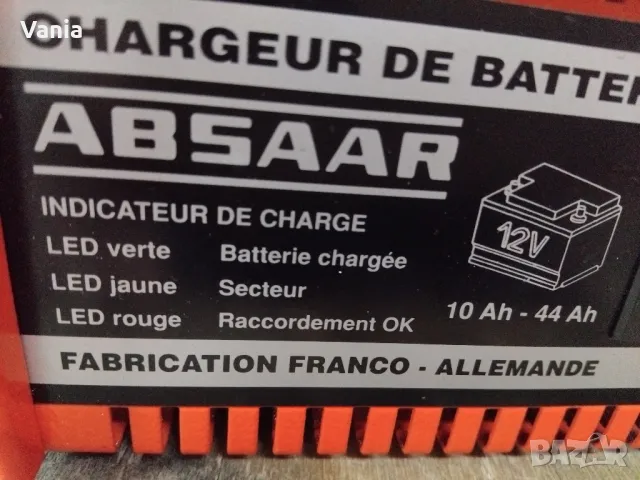 Vania
CHARGEUR DE BATTER
ABSAAR
INDICATEUR DE CHARGE
LED verte Batterie chargée
LED jaune Secteur
LED rouge Raccordement OK
12V
10 Ah - 44 Ah
FABRICATION FRANCO - ALLEMANDE
BAZAR